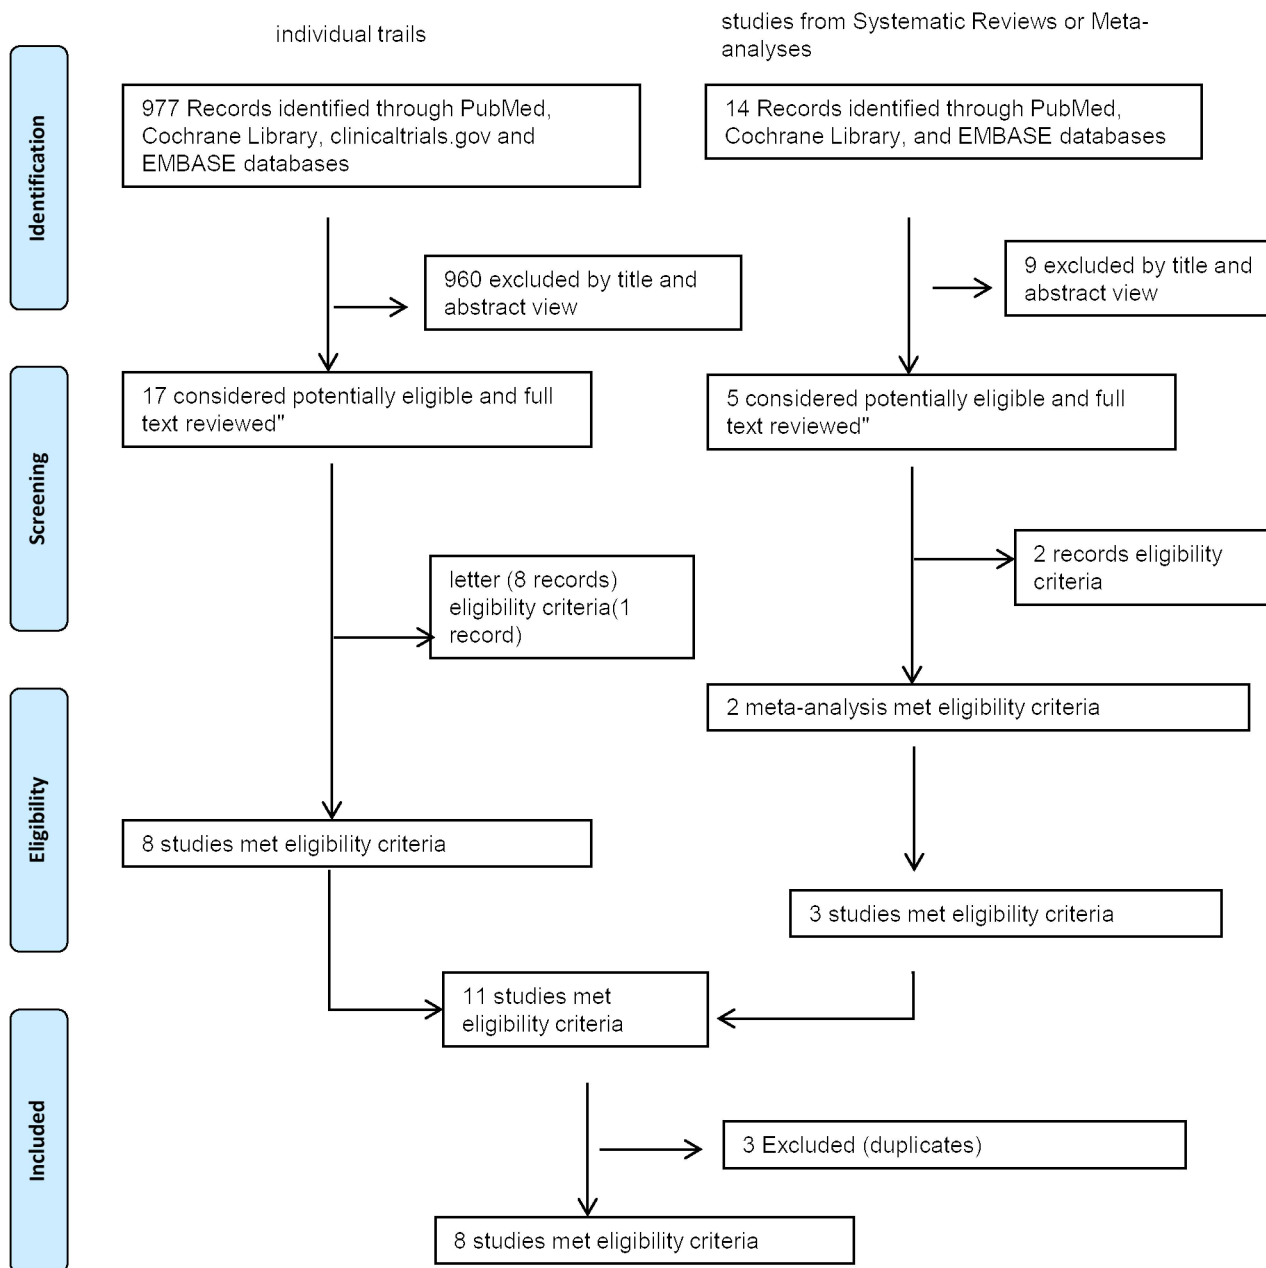 individual trails
studies from Systematic Reviews or Meta-
analyses
Identification
977 Records identified through PubMed,
Cochrane Library, clinicaltrials.gov and
EMBASE databases
14 Records identified through PubMed,
Cochrane Library, and EMBASE databases
960 excluded by title and
abstract view
9 excluded by title and
abstract view
Screening
17 considered potentially eligible and full
text reviewed"
5 considered potentially eligible and full
text reviewed"
letter (8 records)
eligibility criteria(1
record)
2 records eligibility
criteria
Eligibility
2 meta-analysis met eligibility criteria
8 studies met eligibility criteria
3 studies met eligibility criteria
11 studies met
eligibility criteria
Included
3 Excluded (duplicates)
8 studies met eligibility criteria